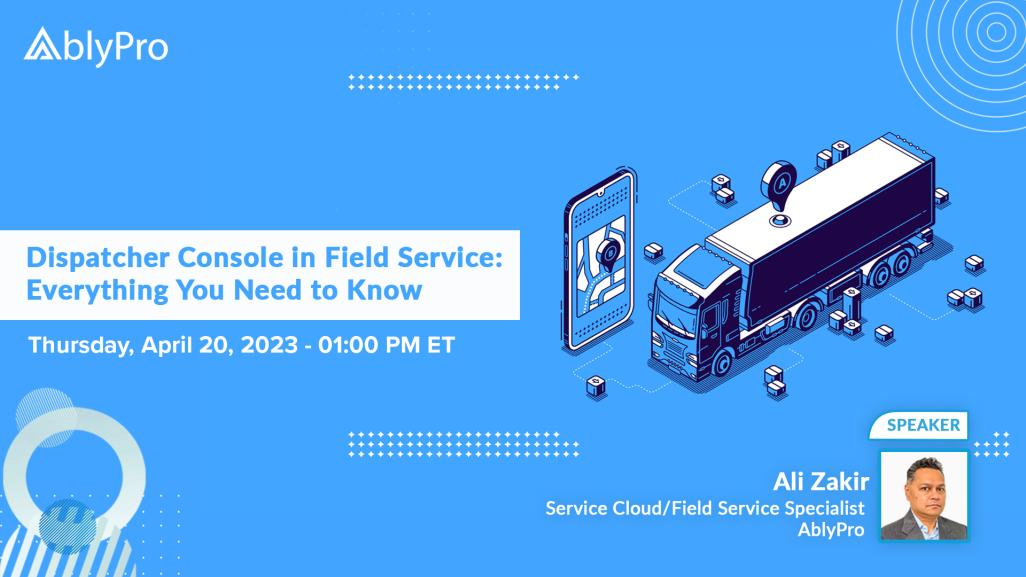 AblyPro
Dispatcher Console in Field Service:
Everything You Need to Know
Thursday, April 20, 2023 - 01:00 PM ET
A
SPEAKER
Ali Zakir
Service Cloud/Field Service Specialist
AblyPro